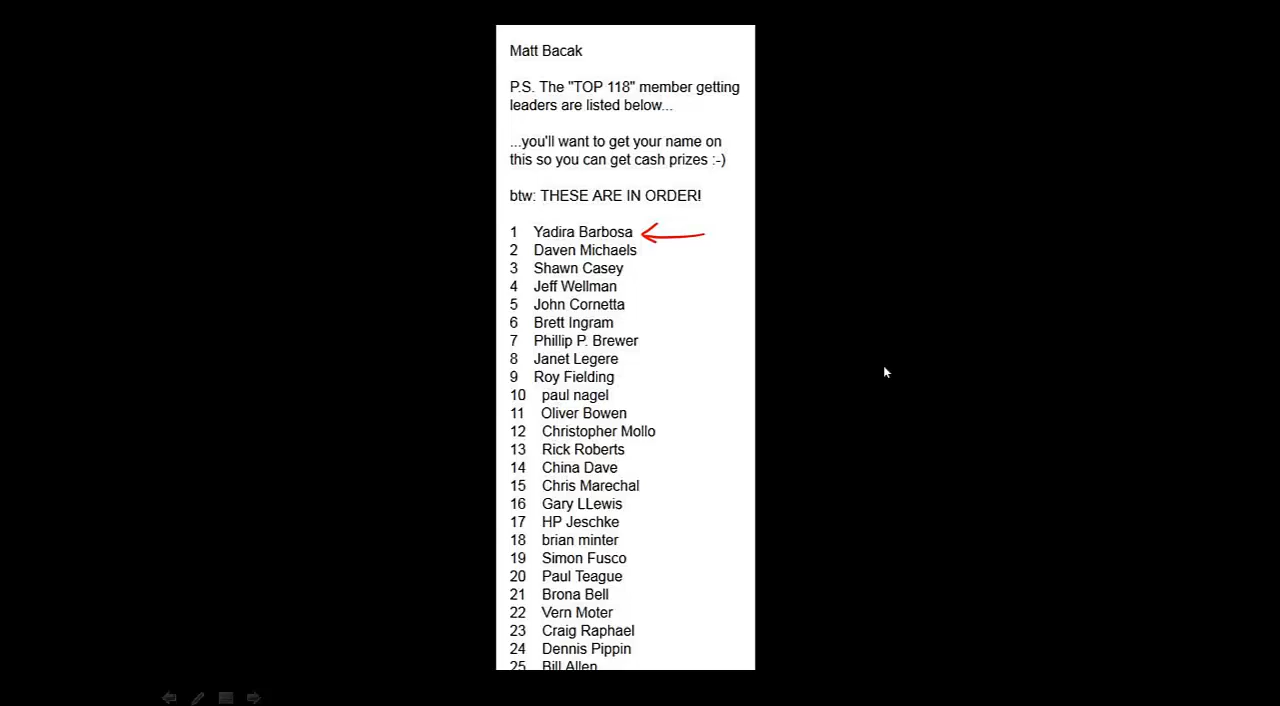 Matt Bacak
P.S. The "TOP 118" member getting
leaders are listed below...
...you'll want to get your name on
this so you can get cash prizes :-)
btw: THESE ARE IN ORDER!
1 Yadira Barbosa
2 Daven Michaels
3 Shawn Casey
4 Jeff Wellman
5 John Cornetta
6 Brett Ingram
7 Phillip P. Brewer
8 Janet Legere
9 Roy Fielding
10 paul nagel
11 Oliver Bowen
12 Christopher Mollo
13 Rick Roberts
14 China Dave
15 Chris Marechal
16 Gary LLewis
17 HP Jeschke
18 brian minter
19 Simon Fusco
20 Paul Teague
21 Brona Bell
22 Vern Moter
23 Craig Raphael
24 Dennis Pippin
25 Bill Allen